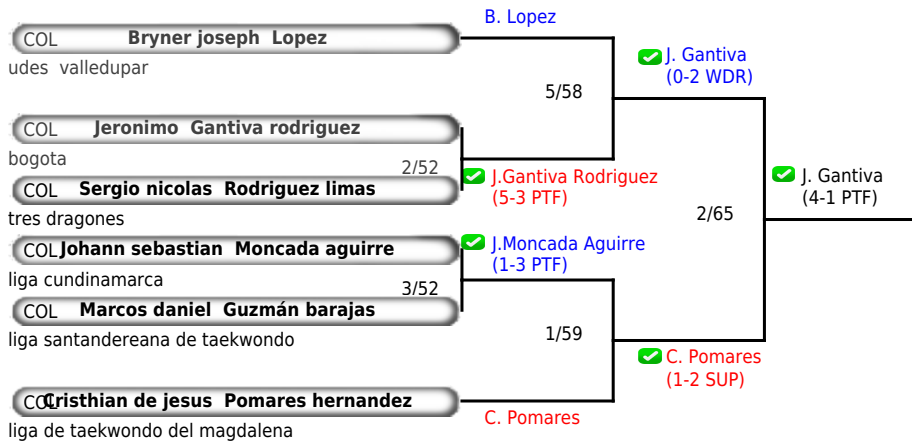 B. Lopez
COL Bryner joseph Lopez
udes valledupar
J. Gantiva
(0-2 WDR)
5/58
COL Jeronimo Gantiva rodriguez
bogota
2/52
J.Gantiva Rodriguez
(5-3 PTF)
J. Gantiva
(4-1 PTF)
COL Sergio nicolas Rodriguez limas
tres dragones
2/65
COL Johann sebastian Moncada aguirre
J.Moncada Aguirre
(1-3 PTF)
liga cundinamarca
3/52
COL Marcos daniel Guzmán barajas
liga santandereana de taekwondo
1/59
C. Pomares
(1-2 SUP)
COL Cristhian de jesus Pomares hernandez
C. Pomares
liga de taekwondo del magdalena